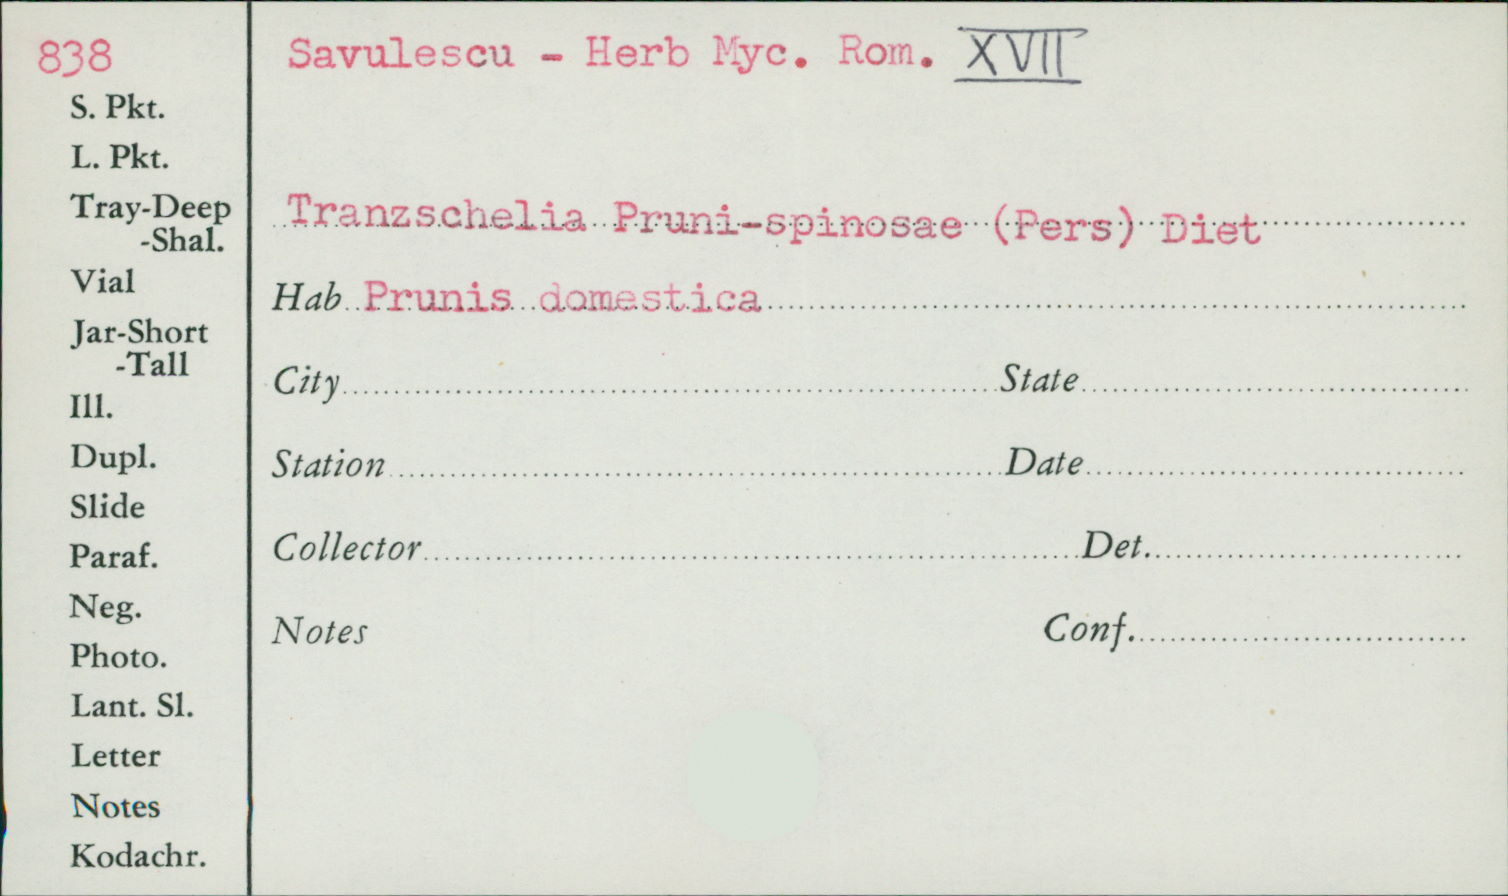 838
Savulescu - Herb Myc. Rom. XVII
S. Pkt.
L. Pkt.
Tray-Deep
-Shal.
Vial
Jar-Short
-Tall
Ill.
Dupl.
Slide
Paraf.
Neg.
Photo.
Lant. Sl.
Letter
Notes
Kodachr.
Tranzschelia Pruni-spinosae (Pers) Diet
Hab Prunis domestica
City State
Station Date
Collector Det.
Notes Conf.